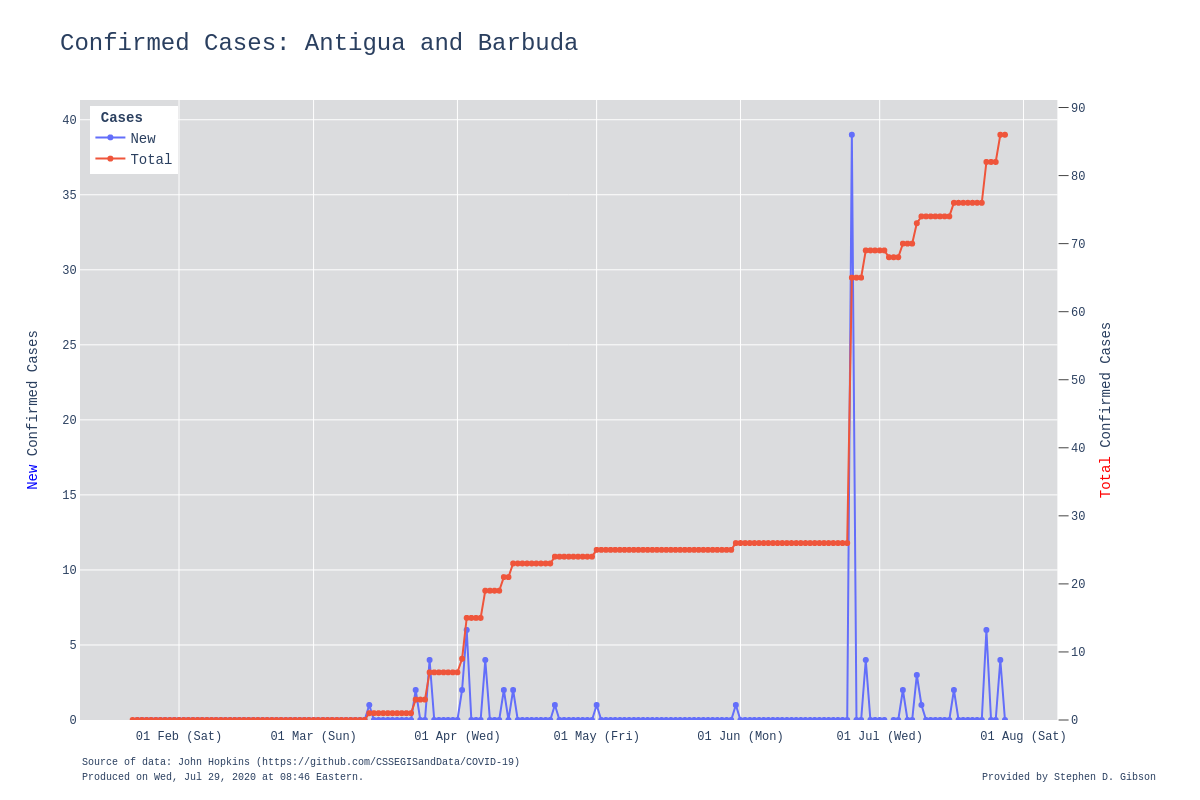 Confirmed Cases: Antigua and Barbuda
Cases
New
Total
40
35
30
25
20
15
10
5
0
New Confirmed Cases
90
80
70
60
50
40
30
20
10
0
Total Confirmed Cases
01 Feb (Sat)
01 Mar (Sun)
01 Apr (Wed)
01 May (Fri)
01 Jun (Mon)
01 Jul (Wed)
01 Aug (Sat)
Source of data: John Hopkins (https://github.com/CSSEGISandData/COVID-19)
Produced on Wed, Jul 29, 2020 at 08:46 Eastern.
Provided by Stephen D. Gibson